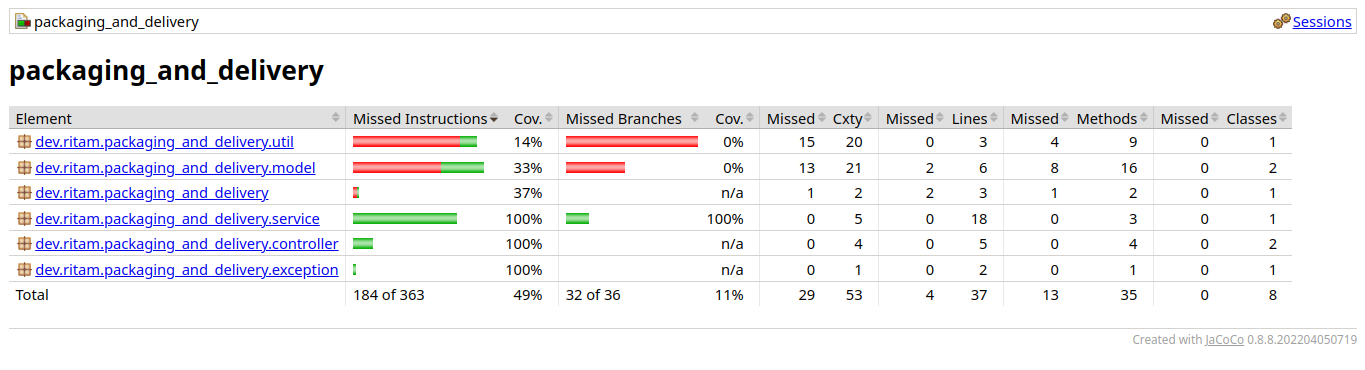 packaging_and_delivery Sessions
packaging_and_delivery
Element Missed Instructions Cov. Missed Branches Cov. Missed Cxty Missed Lines Missed Methods Missed Classes
dev.ritam.packaging_and_delivery.util 14% 0% 15 20 0 3 4 9 0 1
dev.ritam.packaging_and_delivery.model 33% 0% 13 21 2 6 8 16 0 2
dev.ritam.packaging_and_delivery 37% n/a 1 2 2 3 1 2 0 1
dev.ritam.packaging_and_delivery.service 100% 100% 0 5 0 18 0 3 0 1
dev.ritam.packaging_and_delivery.controller 100% n/a 0 4 0 5 0 4 0 2
dev.ritam.packaging_and_delivery.exception 100% n/a 0 1 0 2 0 1 0 1
Total 184 of 363 49% 32 of 36 11% 29 53 4 37 13 35 0 8
Created with JaCoCo 0.8.8.202204050719